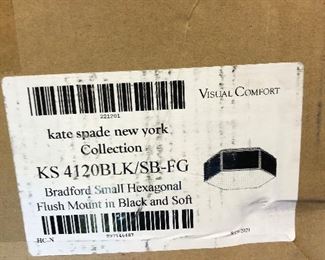 221201
VISUAL COMFORT
kate spade new york
Collection
KS 4120BLK/SB-FG
Bradford Small Hexagonal
Flush Mount in Black and Soft
HC-N